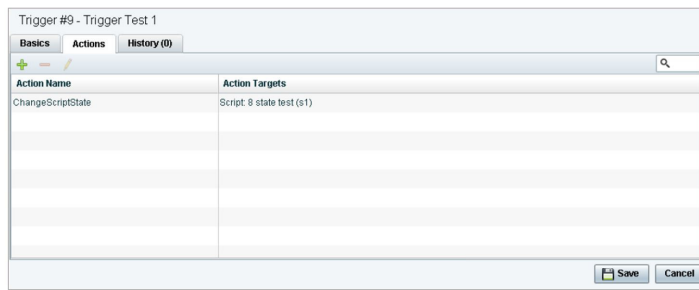 Trigger #9 - Trigger Test 1
Basics Actions History (0)
Action Name Action Targets
ChangeScriptState Script: 8 state test (s1)
Save Cancel